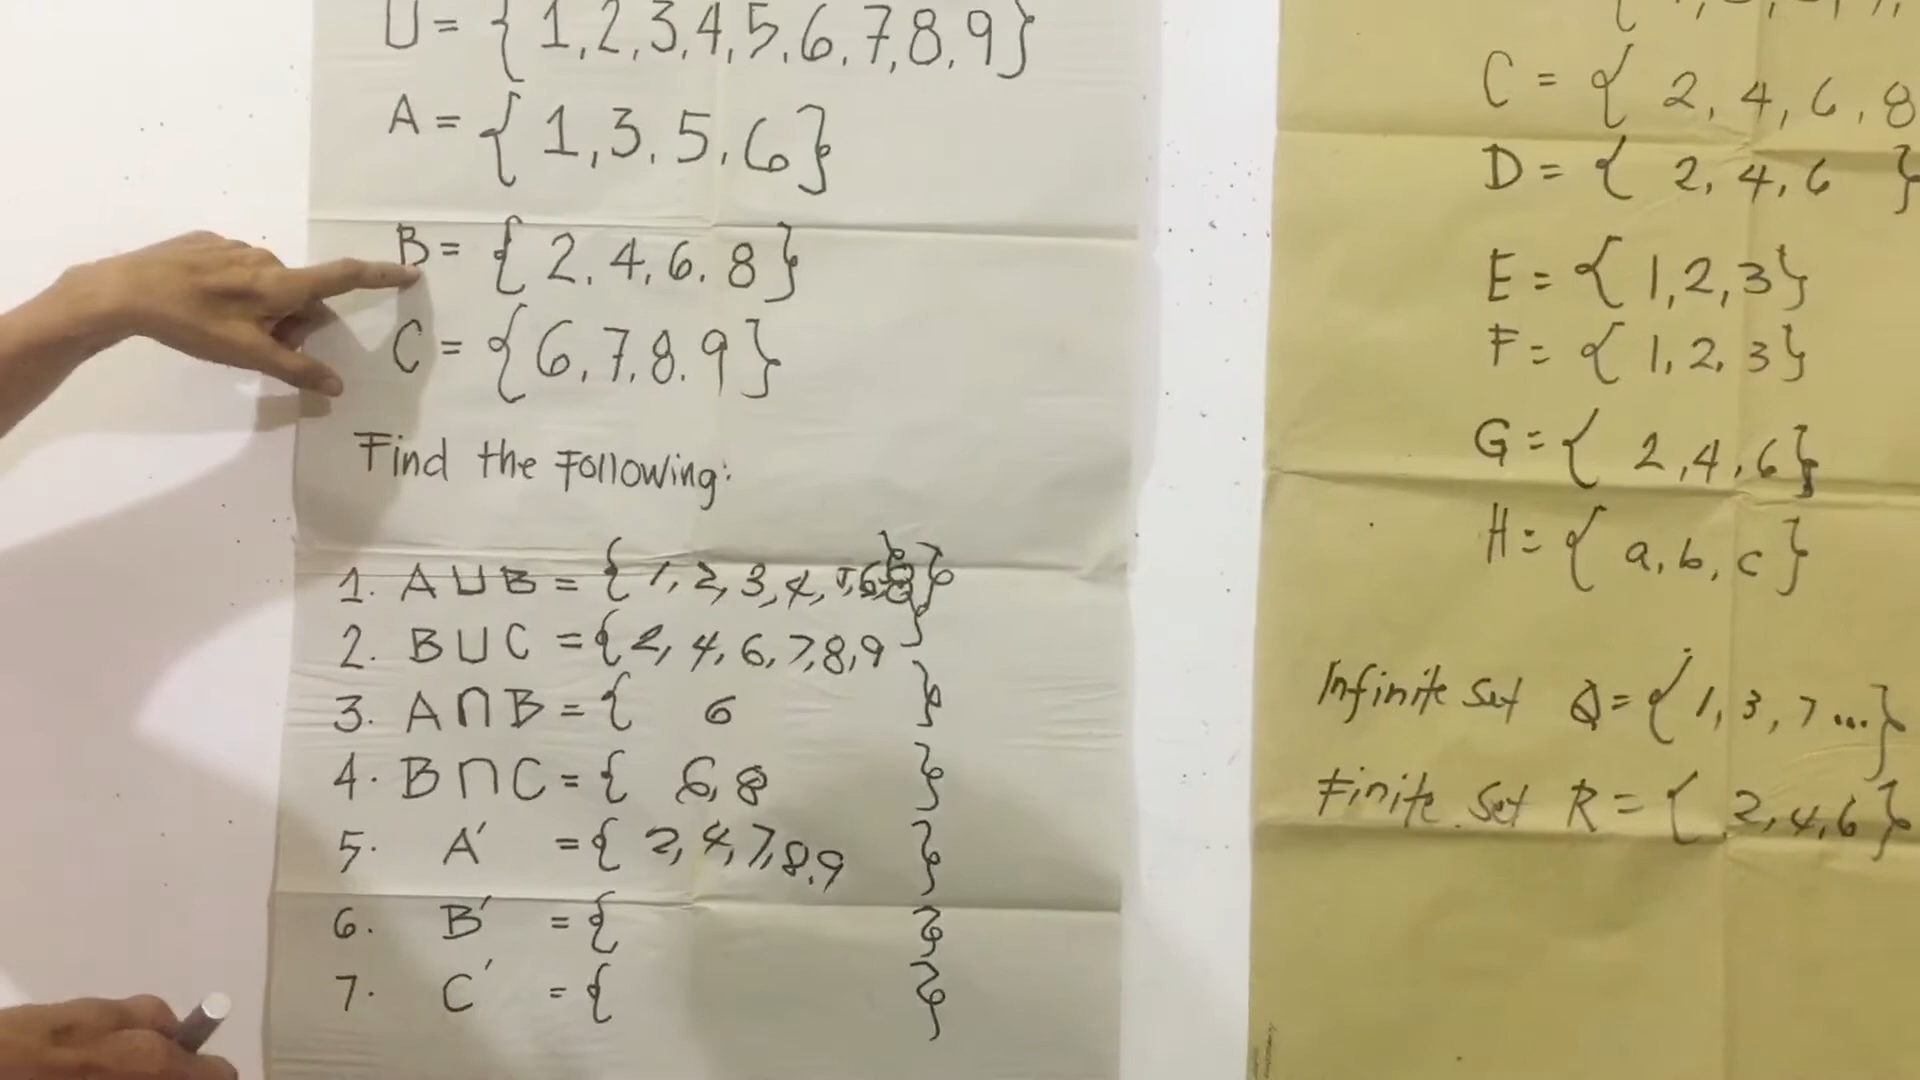 U = { 1,2,3,4,5,6,7,8,9}
A = { 1,3,5,6}
B = { 2,4,6,8}
C = {6,7,8,9}
Find the Following:
1. A ∪ B = { 1, 2, 3, 4, 5, 6, 8}
2. B ∪ C = { 2, 4, 6, 7, 8, 9 }
3. A ∩ B = { 6 }
4. B ∩ C = { 6, 8 }
5. A′ = { 2, 4, 7, 8, 9 }
6. B′ = { }
7. C′ = { }
C = { 2, 4, 6, 8
D = { 2, 4, 6 }
E = { 1, 2, 3}
F = { 1, 2, 3}
G = { 2, 4, 6}
H = { a, b, c}
Infinite Set Q = { 1, 3, 7 ...}
Finite Set R = { 2, 4, 6}